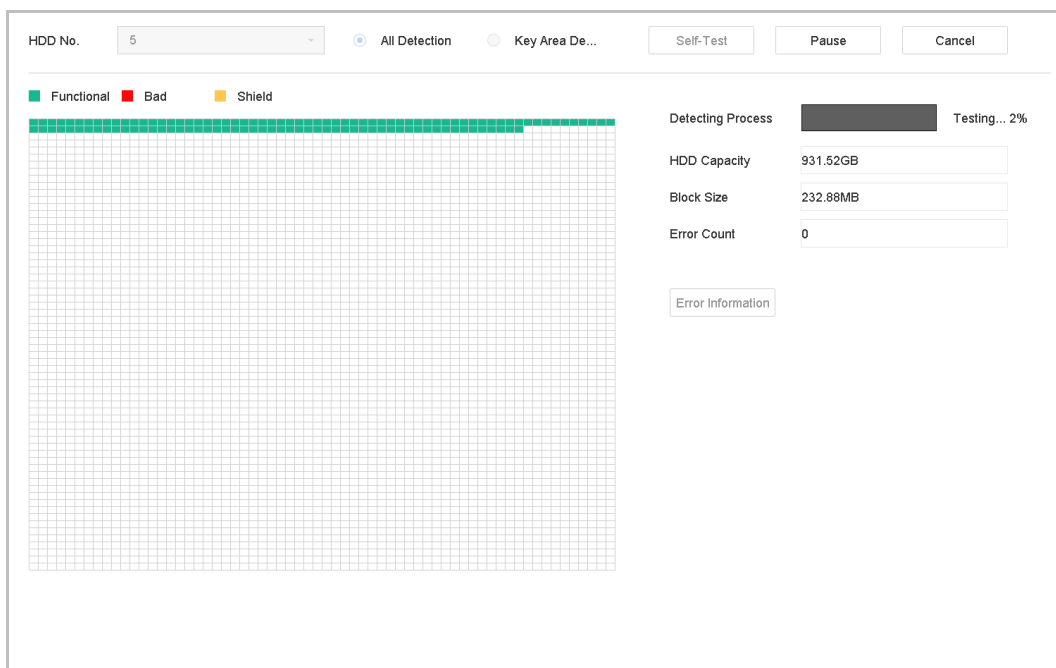 HDD No. 5 All Detection Key Area De... Self-Test Pause Cancel
Functional Bad Shield
Detecting Process Testing... 2%
HDD Capacity 931.52GB
Block Size 232.88MB
Error Count 0
Error Information